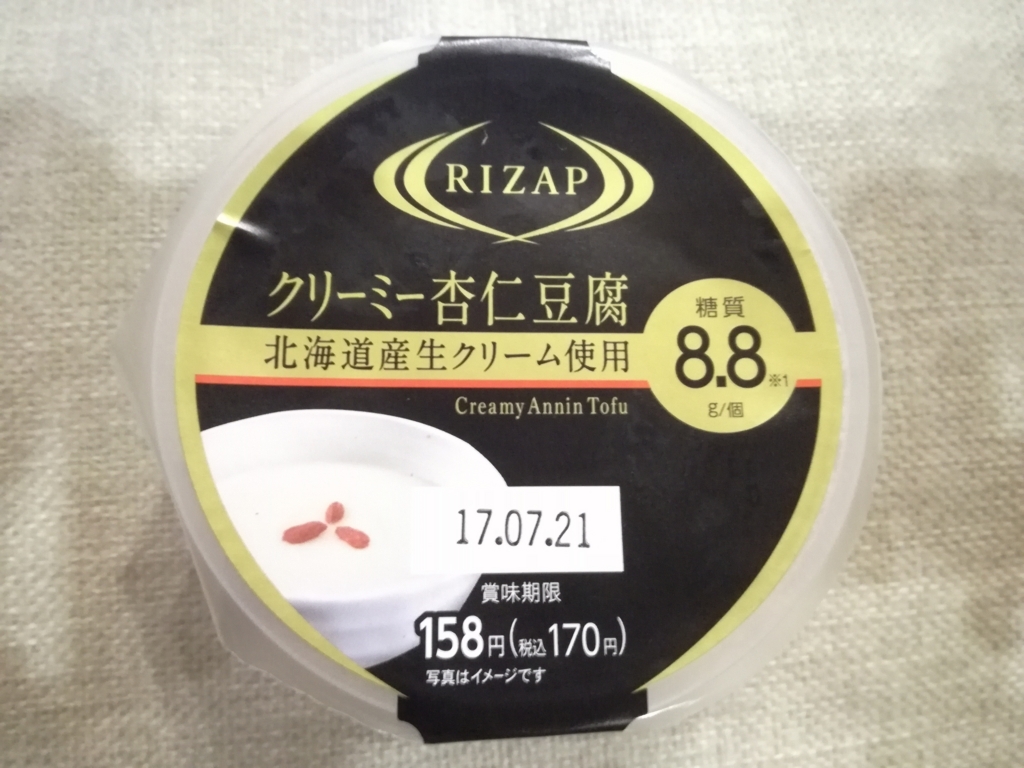 RIZAP
クリーミー杏仁豆腐
北海道産生クリーム使用
Creamy Annin Tofu
糖質
8.8※1
g/個
17.07.21
賞味期限
158円(税込170円)
写真はイメージです